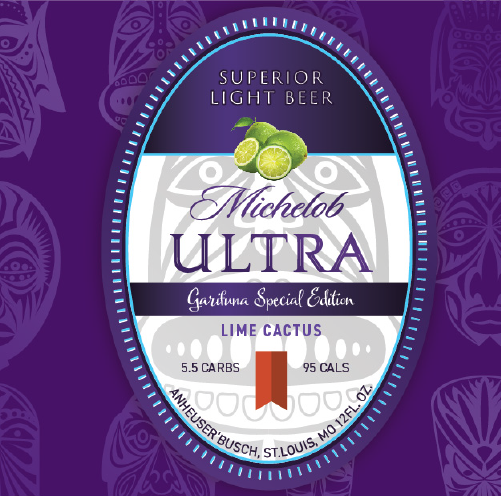 SUPERIOR
LIGHT BEER
Michelob
ULTRA
Garifuna Special Edition
LIME CACTUS
5.5 CARBS 95 CALS
ANHEUSER'BUSCH, ST.LOUIS, MO 12FL. OZ.